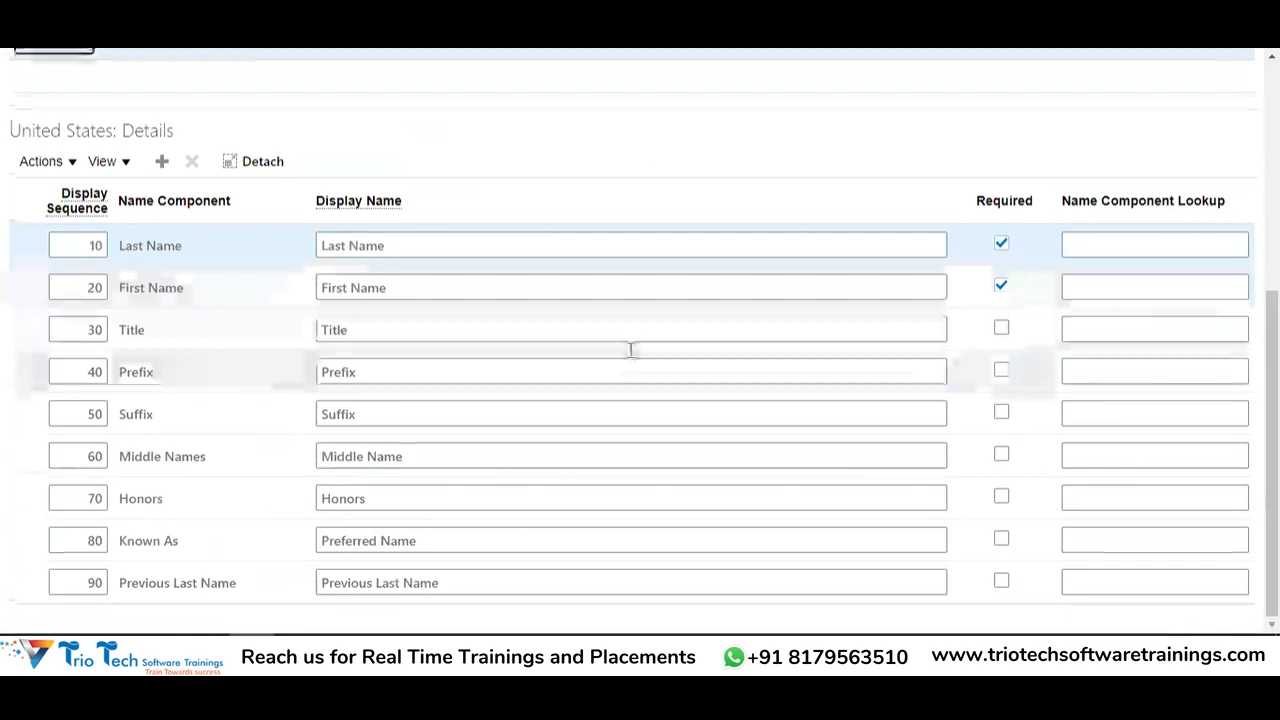 United States: Details
Actions View Detach
Display Sequence Name Component Display Name Required Name Component Lookup
10 Last Name Last Name
20 First Name First Name
30 Title Title
40 Prefix Prefix
50 Suffix Suffix
60 Middle Names Middle Name
70 Honors Honors
80 Known As Preferred Name
90 Previous Last Name Previous Last Name
Trio Tech Software Trainings
Train Towards success
Reach us for Real Time Trainings and Placements
+91 8179563510
www.triotechsoftwaretrainings.com